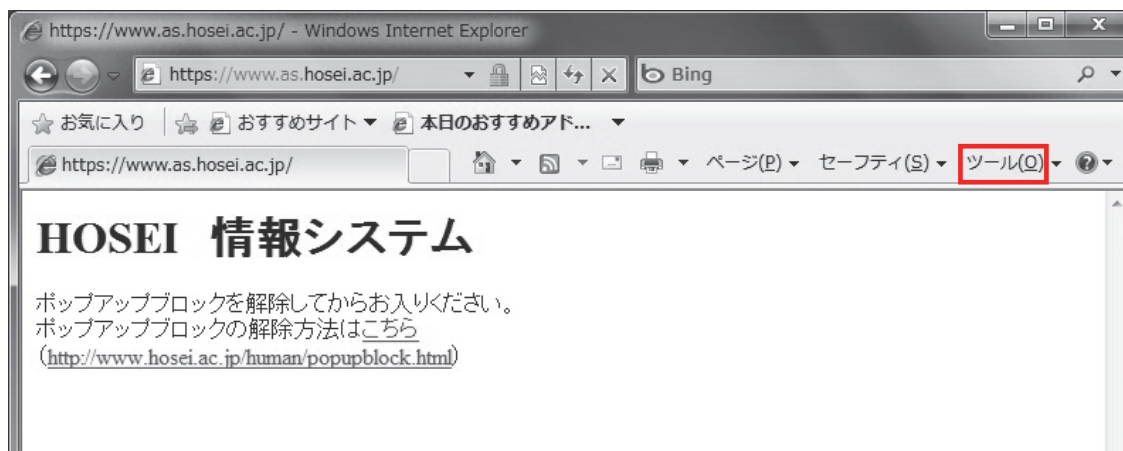 https://www.as.hosei.ac.jp/ - Windows Internet Explorer
https://www.as.hosei.ac.jp/ Bing
お気に入り おすすめサイト ▼ 本日のおすすめアド... ▼
https://www.as.hosei.ac.jp/ ページ(P) ▼ セーフティ(S) ▼ ツール(O) ▼
HOSEI 情報システム
ポップアップブロックを解除してからお入りください。
ポップアップブロックの解除方法はこちら
(http://www.hosei.ac.jp/human/popupblock.html)